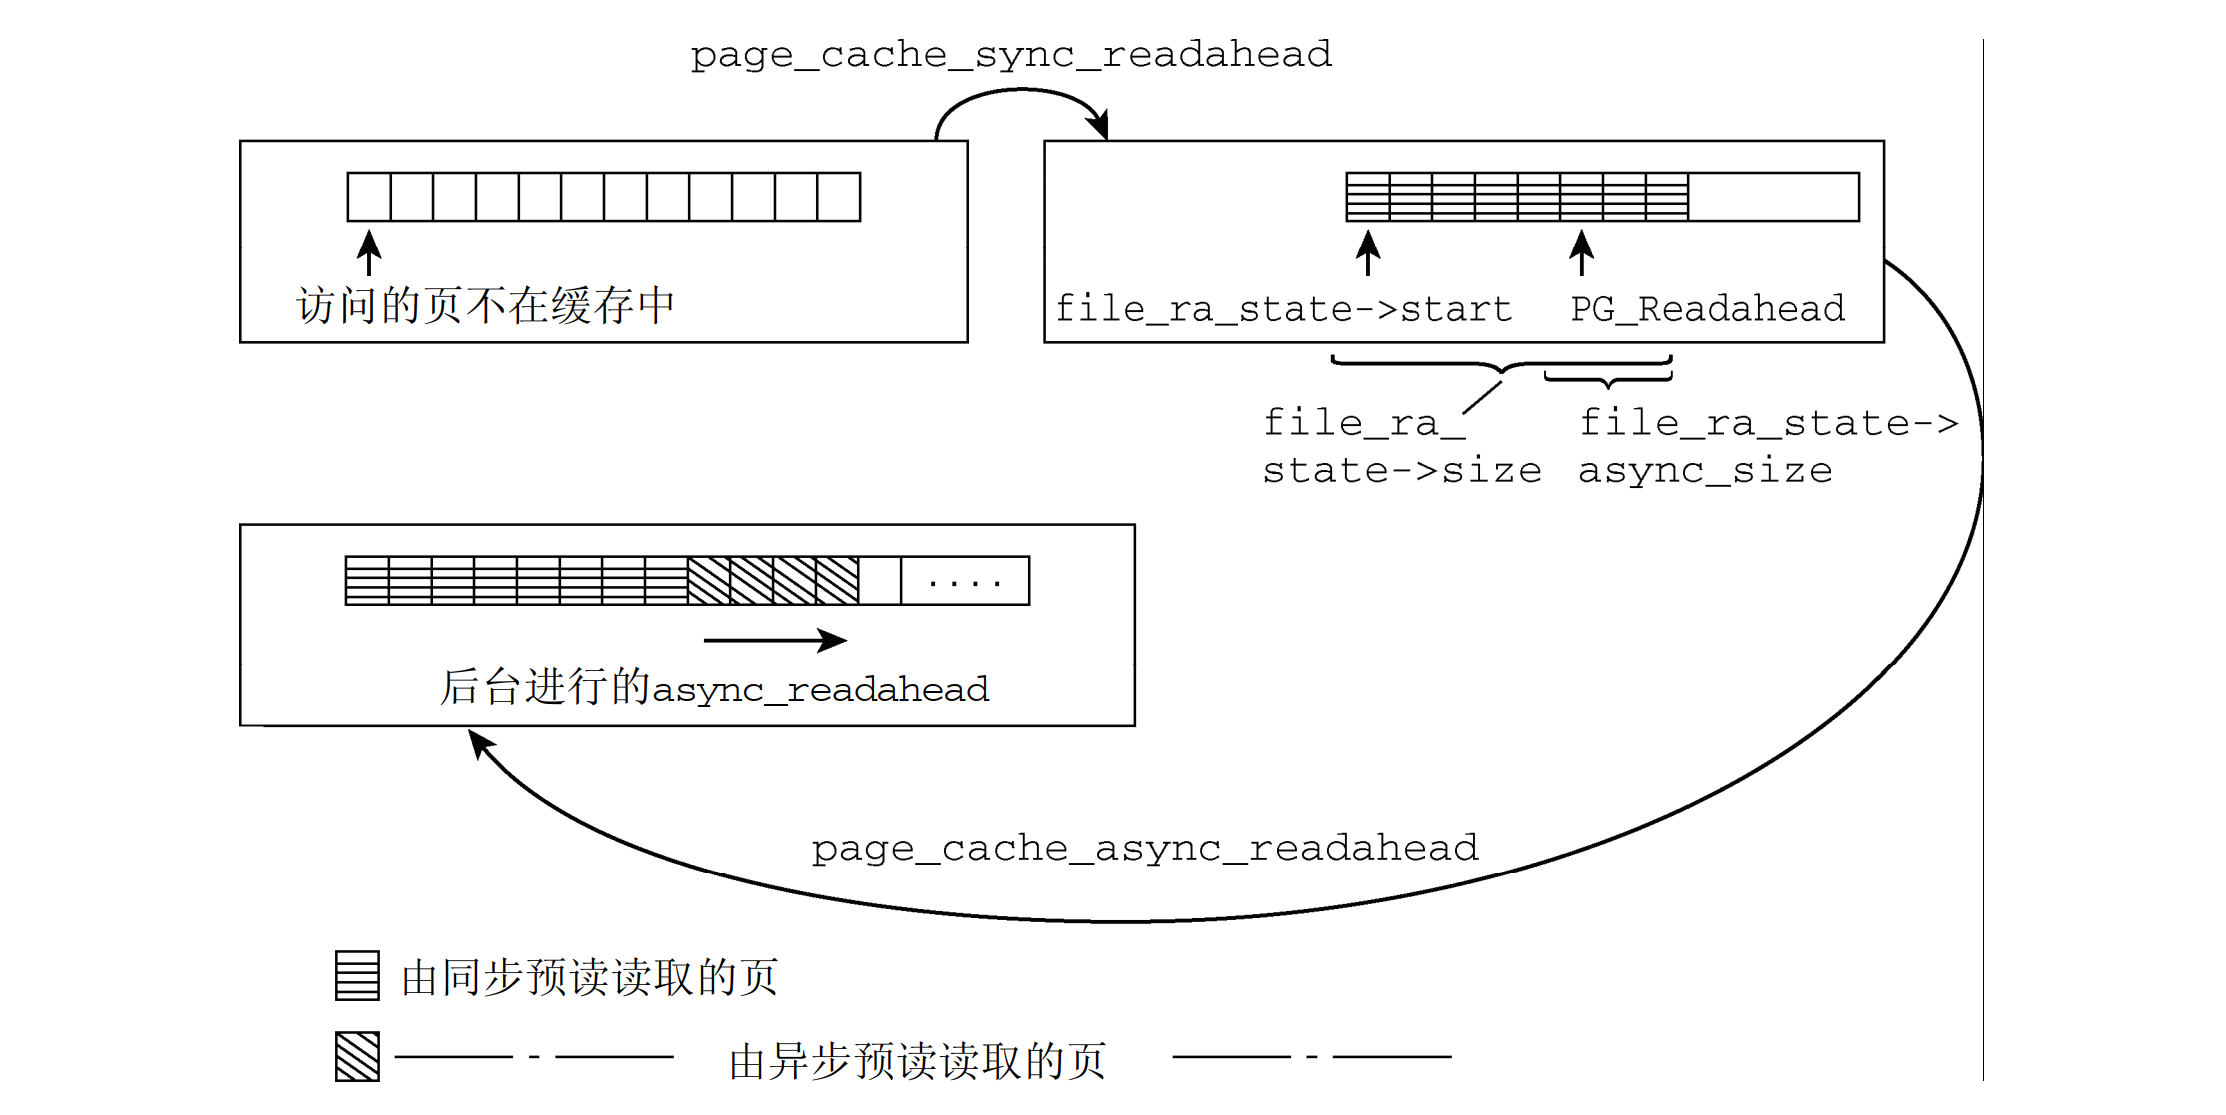 page_cache_sync_readahead
访问的页不在缓存中
file_ra_state->start
PG_Readahead
file_ra_
state->size
file_ra_state->
async_size
....
后台进行的async_readahead
page_cache_async_readahead
由同步预读读取的页
由异步预读读取的页